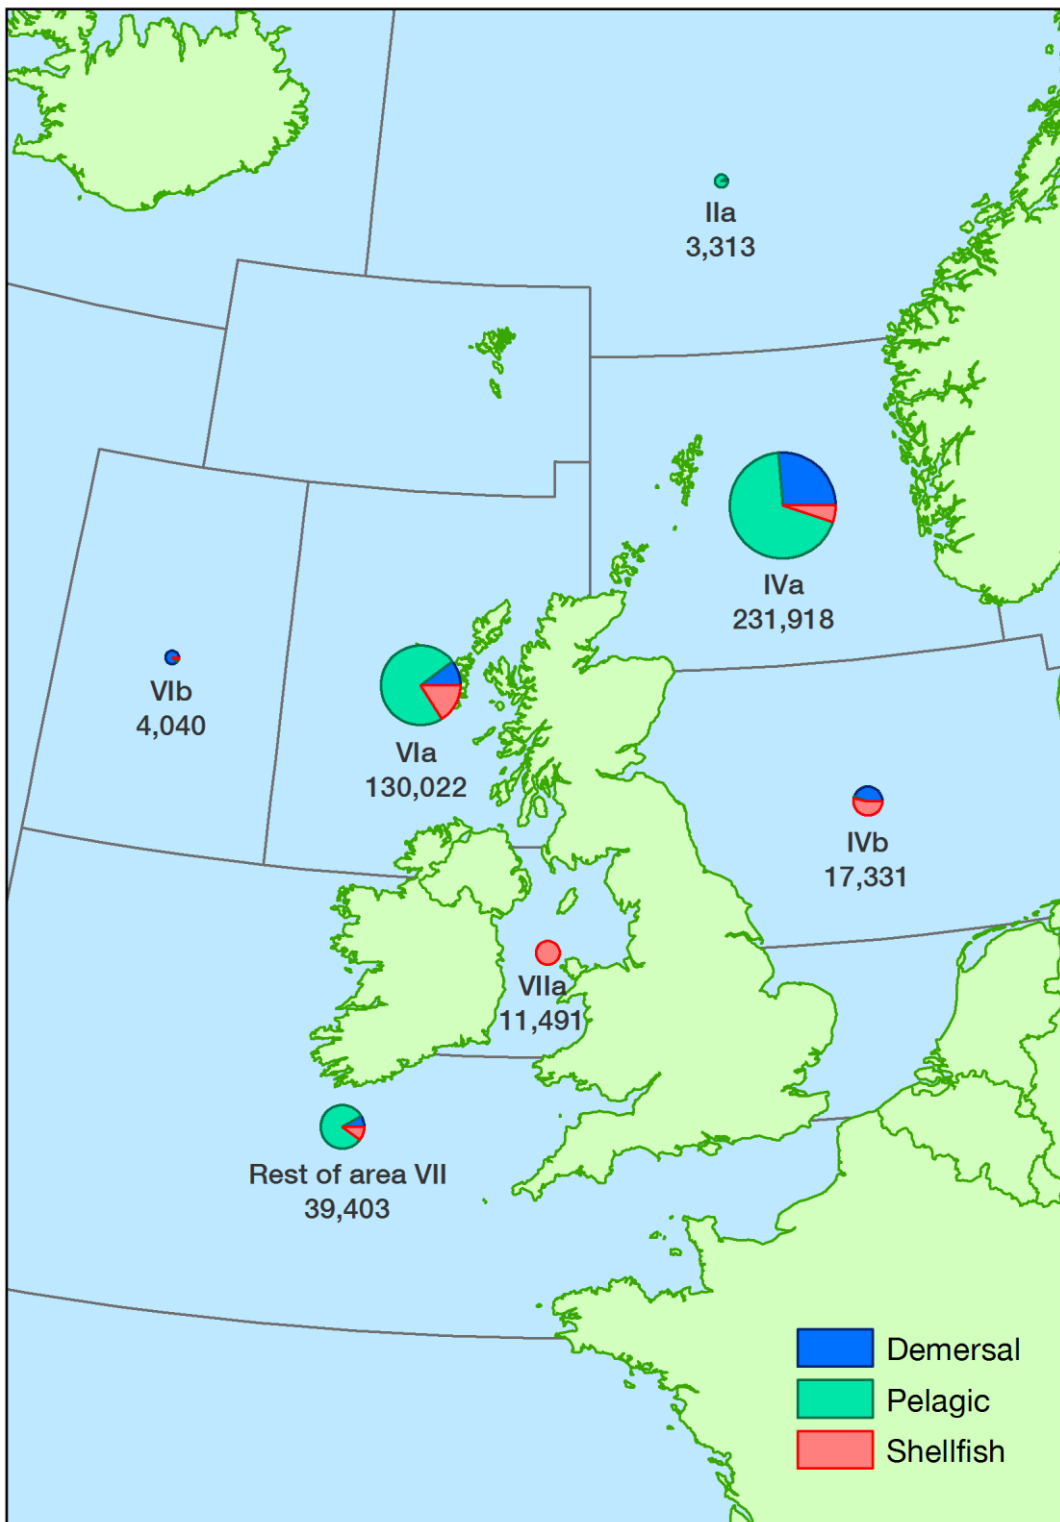 IIa
3,313
IVa
231,918
VIb
4,040
VIa
130,022
IVb
17,331
VIIa
11,491
Rest of area VII
39,403
Demersal
Pelagic
Shellfish